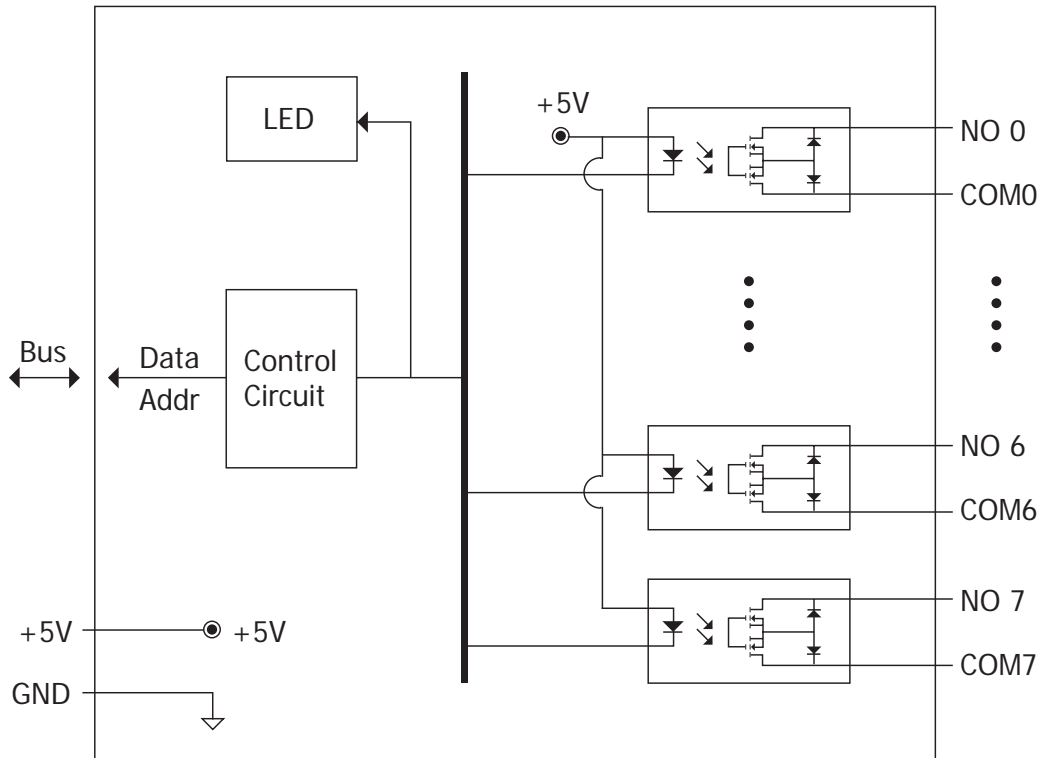 LED
+5V
NO 0
COM0
Bus
Data
Addr
Control
Circuit
NO 6
COM6
NO 7
COM7
+5V
+5V
GND